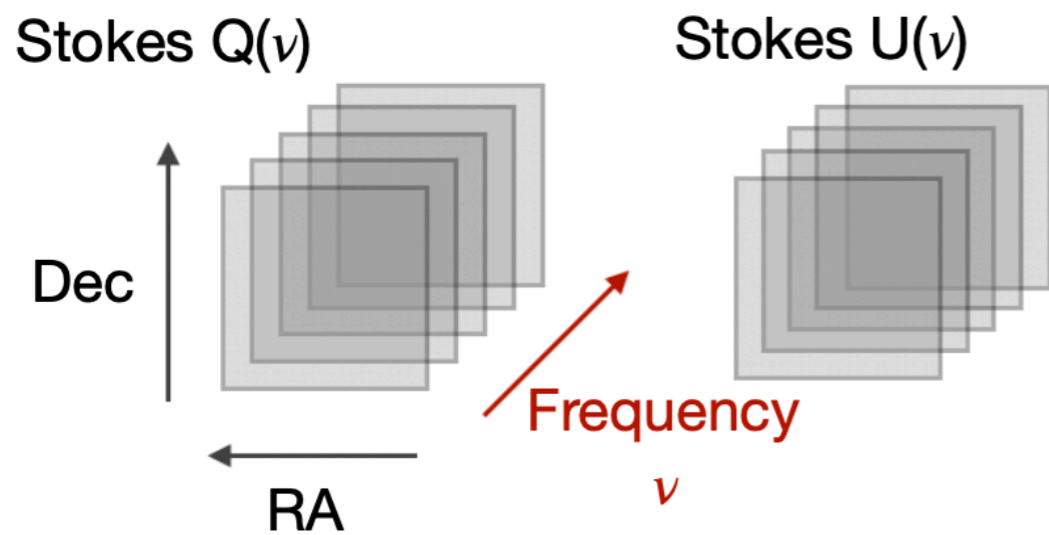 Stokes Q(ν)
Stokes U(ν)
Dec
Frequency
ν
RA